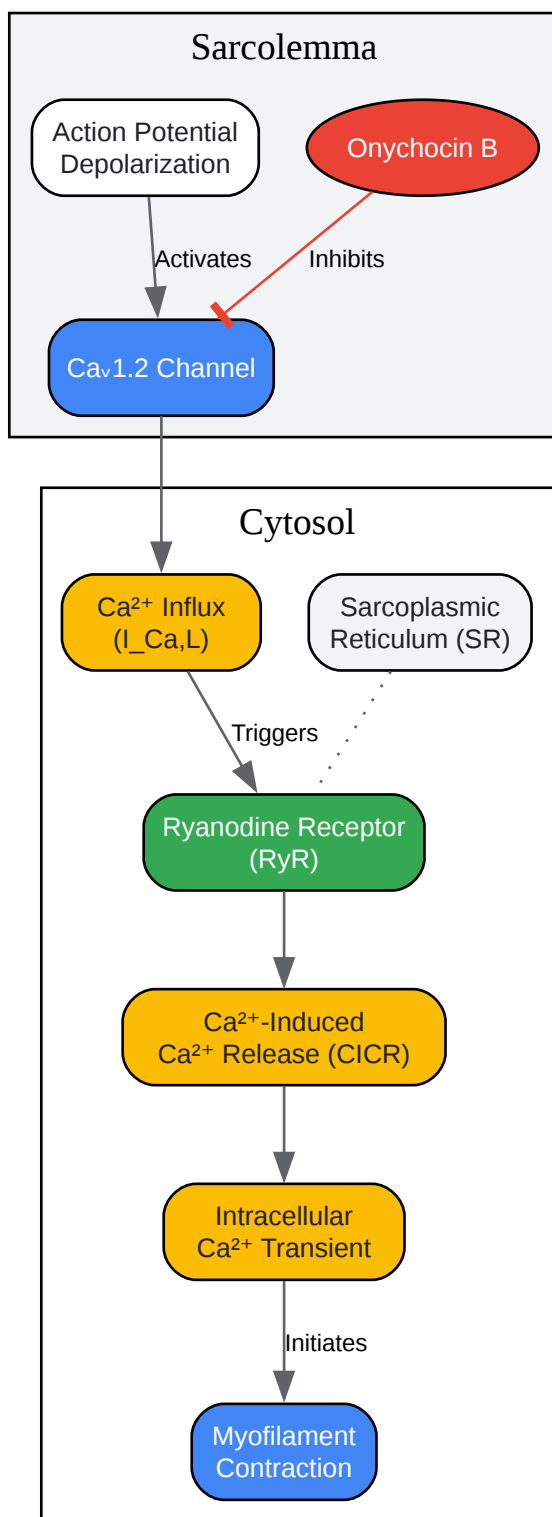 Sarcolemma
Action Potential
Depolarization
Onychocin B
Activates
Inhibits
Caᵥ1.2 Channel
Cytosol
Ca²⁺ Influx
(I_Ca,L)
Sarcoplasmic
Reticulum (SR)
Triggers
Ryanodine Receptor
(RyR)
Ca²⁺-Induced
Ca²⁺ Release (CICR)
Intracellular
Ca²⁺ Transient
Initiates
Myofilament
Contraction